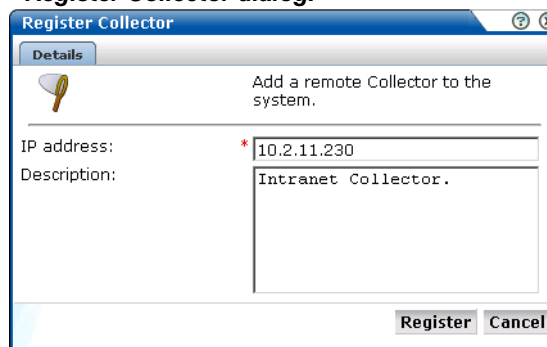 Register Collector dialog.
Register Collector
Details
Add a remote Collector to the
system.
IP address: * 10.2.11.230
Description: Intranet Collector.
Register Cancel